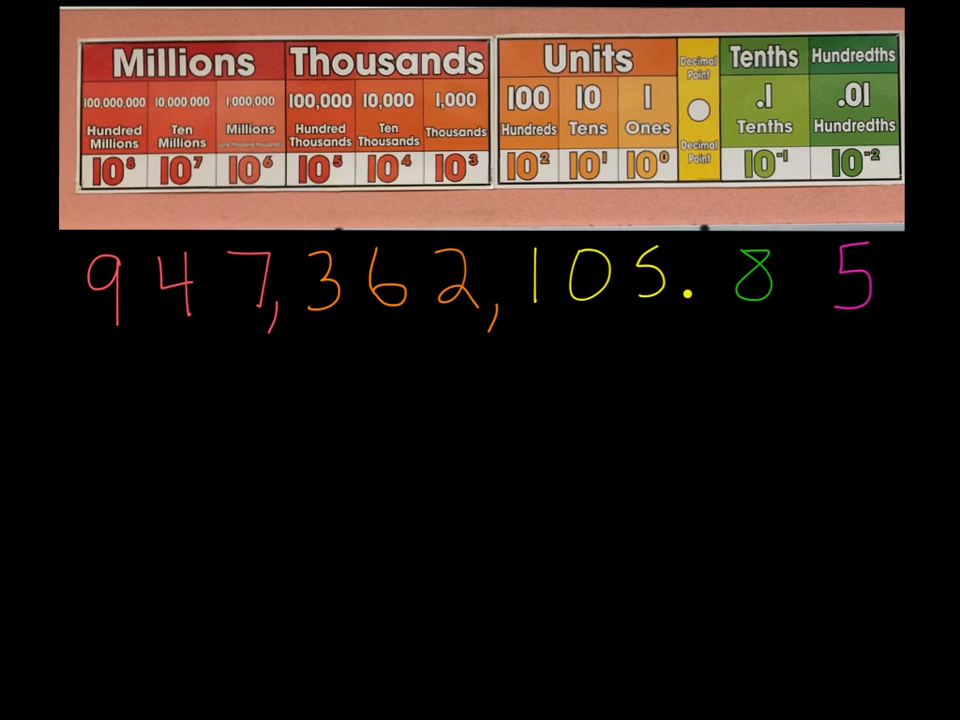 Millions Thousands Units Decimal Point Tenths Hundredths
100,000,000 10,000,000 1,000,000 100,000 10,000 1,000 100 10 1 .1 .01
Hundred Millions Ten Millions Millions Hundred Thousands Ten Thousands Thousands Hundreds Tens Ones Decimal Point Tenths Hundredths
10⁸ 10⁷ 10⁶ 10⁵ 10⁴ 10³ 10² 10¹ 10⁰ 10⁻¹ 10⁻²
947,362,105.85